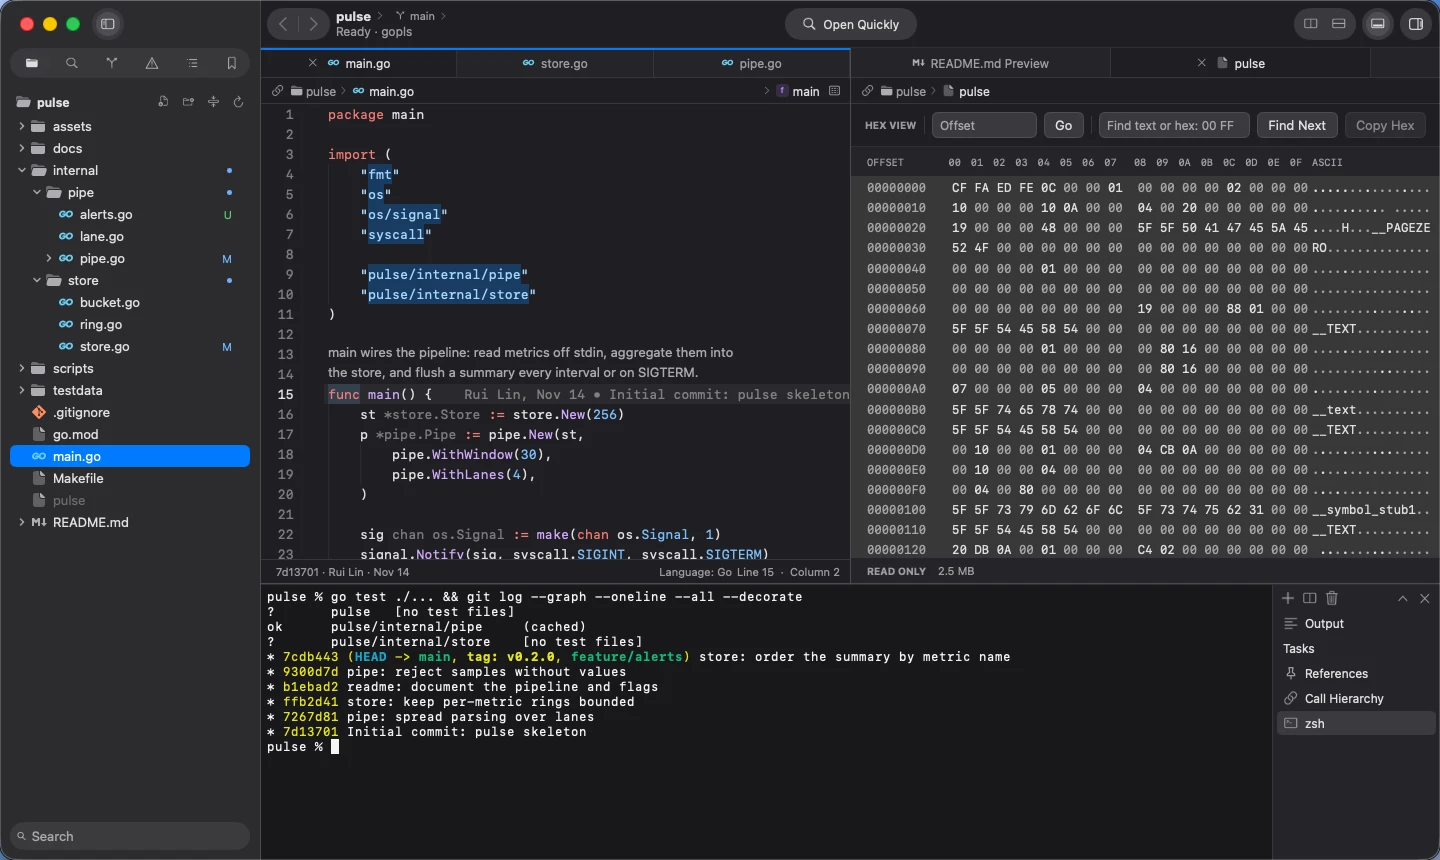 pulse
main
Ready · gopls
Open Quickly
pulse
assets
docs
internal
pipe
alerts.go U
lane.go
pipe.go M
store
bucket.go
ring.go
store.go M
scripts
testdata
.gitignore
go.mod
main.go
Makefile
pulse
README.md
Search
main.go
store.go
pipe.go
pulse main.go main
1 package main
2
3 import (
4 "fmt"
5 "os"
6 "os/signal"
7 "syscall"
8
9 "pulse/internal/pipe"
10 "pulse/internal/store"
11 )
12
13 main wires the pipeline: read metrics off stdin, aggregate them into
14 the store, and flush a summary every interval or on SIGTERM.
15 func main() { Rui Lin, Nov 14 • Initial commit: pulse skeleton
16 st *store.Store := store.New(256)
17 p *pipe.Pipe := pipe.New(st,
18 pipe.WithWindow(30),
19 pipe.WithLanes(4),
20 )
21
22 sig chan os.Signal := make(chan os.Signal, 1)
23 signal.Notify(sig, syscall.SIGINT, syscall.SIGTERM)
7d13701 · Rui Lin · Nov 14 Language: Go Line 15 · Column 2
README.md Preview
pulse
pulse pulse
HEX VIEW Offset Go Find text or hex: 00 FF Find Next Copy Hex
OFFSET 00 01 02 03 04 05 06 07 08 09 0A 0B 0C 0D 0E 0F ASCII
00000000 CF FA ED FE 0C 00 00 01 00 00 00 00 02 00 00 00 ................
00000010 10 00 00 00 10 0A 00 00 04 00 20 00 00 00 00 00 .......... .....
00000020 19 00 00 00 48 00 00 00 5F 5F 50 41 47 45 5A 45 ....H...__PAGEZE
00000030 52 4F 00 00 00 00 00 00 00 00 00 00 00 00 00 00 RO..............
00000040 00 00 00 00 01 00 00 00 00 00 00 00 00 00 00 00 ................
00000050 00 00 00 00 00 00 00 00 00 00 00 00 00 00 00 00 ................
00000060 00 00 00 00 00 00 00 00 19 00 00 00 88 01 00 00 ................
00000070 5F 5F 54 45 58 54 00 00 00 00 00 00 00 00 00 00 __TEXT..........
00000080 00 00 00 00 01 00 00 00 00 80 16 00 00 00 00 00 ................
00000090 00 00 00 00 00 00 00 00 00 80 16 00 00 00 00 00 ................
000000A0 07 00 00 00 05 00 00 00 04 00 00 00 00 00 00 00 ................
000000B0 5F 5F 74 65 78 74 00 00 00 00 00 00 00 00 00 00 __text..........
000000C0 5F 5F 54 45 58 54 00 00 00 00 00 00 00 00 00 00 __TEXT..........
000000D0 00 10 00 00 01 00 00 00 04 CB 0A 00 00 00 00 00 ................
000000E0 00 10 00 00 04 00 00 00 00 00 00 00 00 00 00 00 ................
000000F0 00 04 00 80 00 00 00 00 00 00 00 00 00 00 00 00 ................
00000100 5F 5F 73 79 6D 62 6F 6C 5F 73 74 75 62 31 00 00 __symbol_stub1..
00000110 5F 5F 54 45 58 54 00 00 00 00 00 00 00 00 00 00 __TEXT..........
00000120 20 DB 0A 00 01 00 00 00 C4 02 00 00 00 00 00 00 ...............
READ ONLY 2.5 MB
pulse % go test ./... && git log --graph --oneline --all --decorate
? pulse [no test files]
ok pulse/internal/pipe (cached)
? pulse/internal/store [no test files]
* 7cdb443 (HEAD -> main, tag: v0.2.0, feature/alerts) store: order the summary by metric name
* 9300d7d pipe: reject samples without values
* b1ebad2 readme: document the pipeline and flags
* ffb2d41 store: keep per-metric rings bounded
* 7267d81 pipe: spread parsing over lanes
* 7d13701 Initial commit: pulse skeleton
pulse %
Output
Tasks
References
Call Hierarchy
zsh